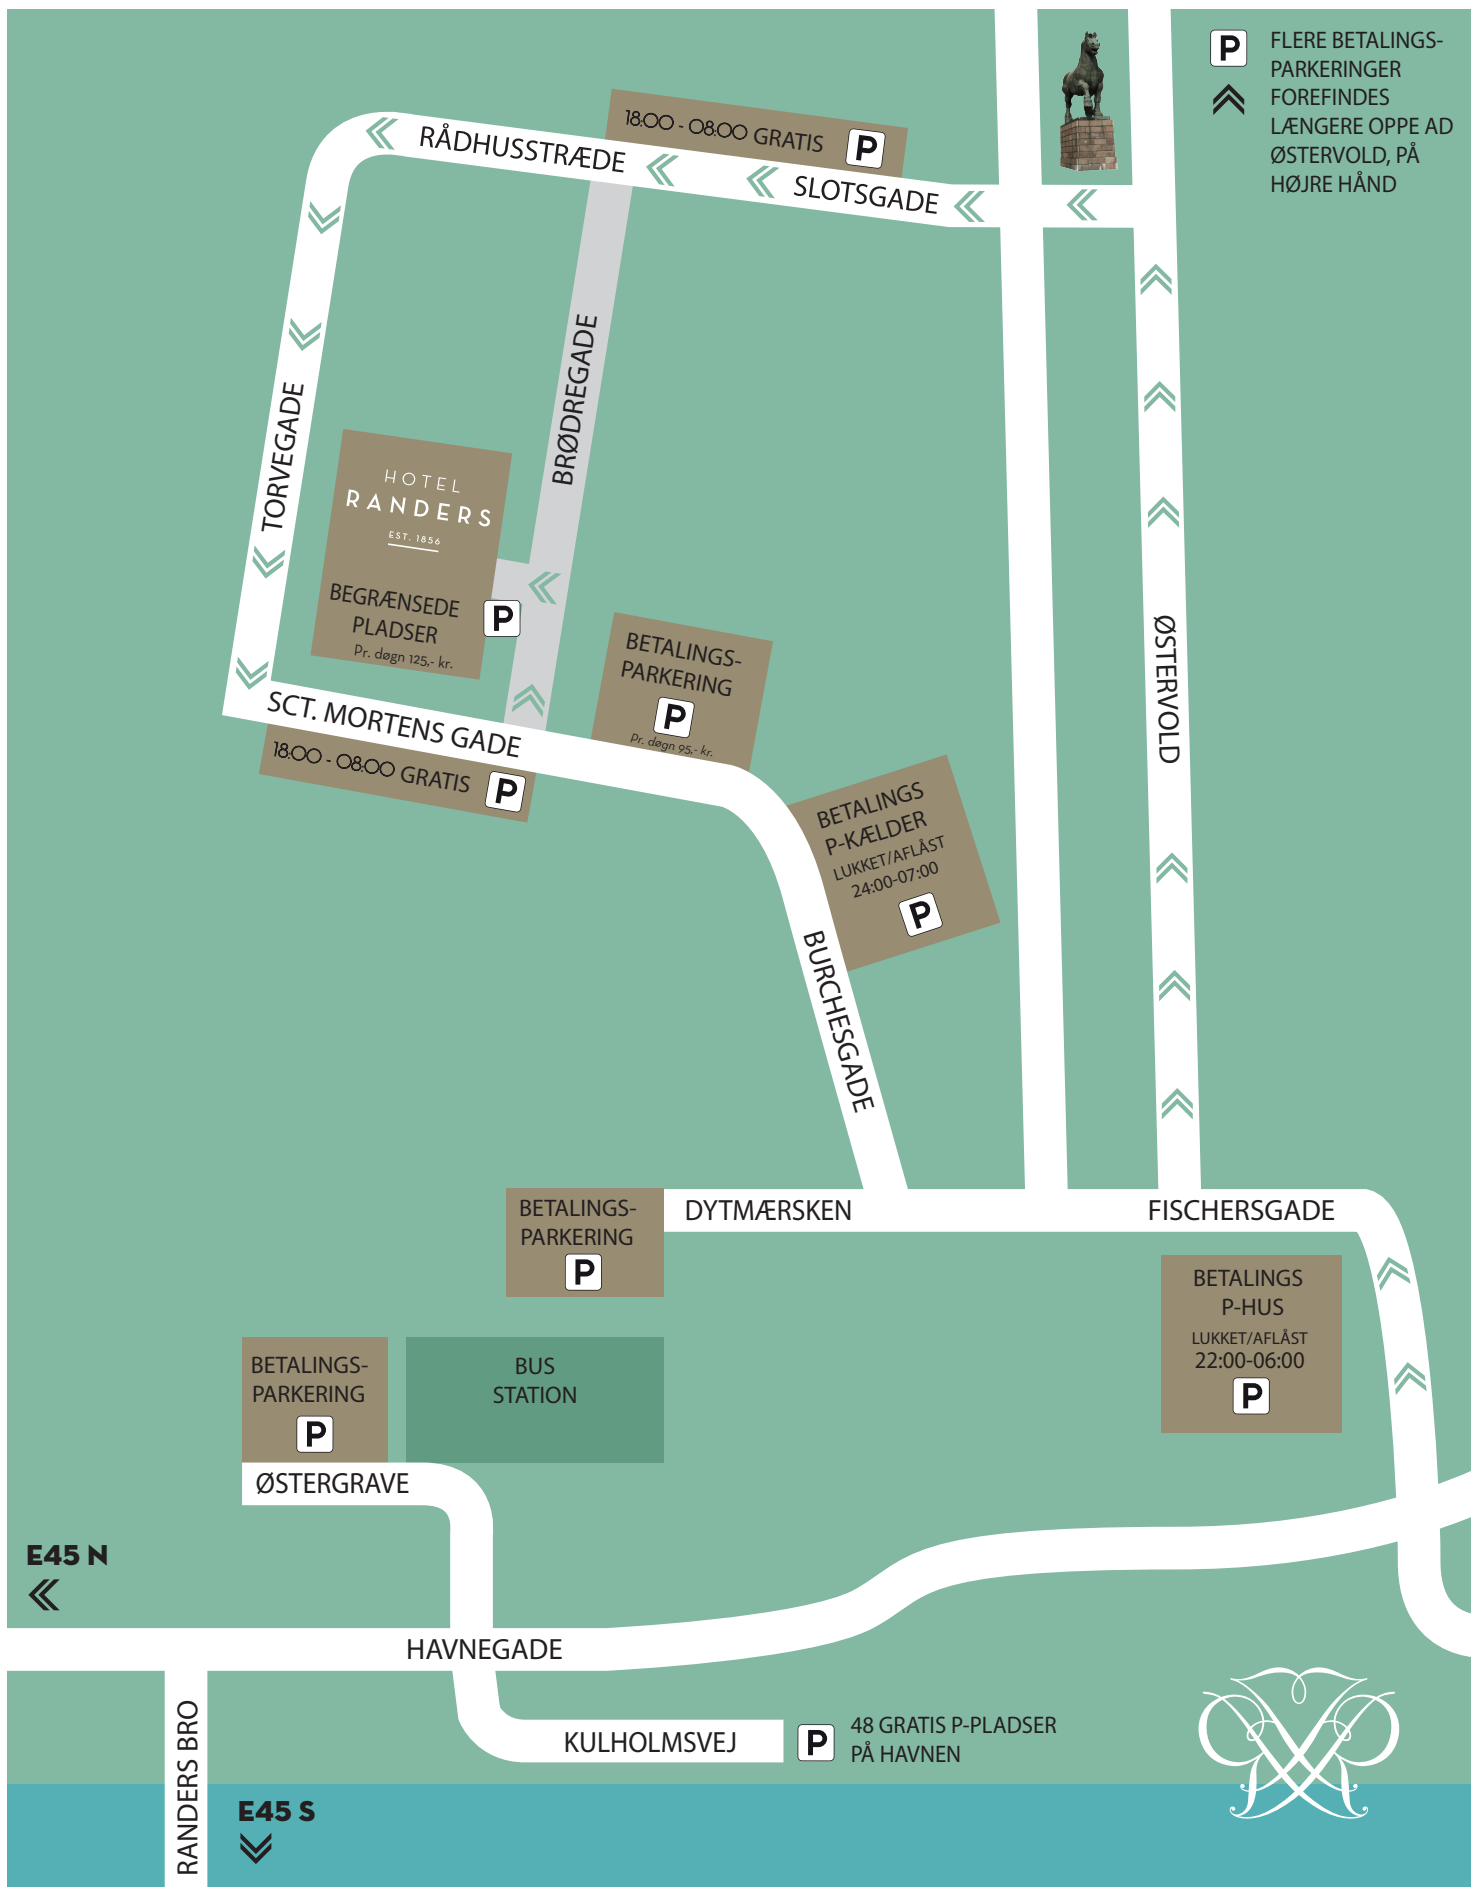 P
FLERE BETALINGS-
PARKERINGER
FOREFINDES
LÆNGERE OPPE AD
ØSTERVOLD, PÅ
HØJRE HÅND
18:00 - 08:00 GRATIS P
RÅDHUSSTRÆDE
SLOTSGADE
BRØDREGADE
TORVEGADE
HOTEL
RANDERS
EST. 1856
BEGRÆNSEDE
PLADSER
Pr. døgn 125,- kr.
P
BETALINGS-
PARKERING
P
Pr. døgn 95,- kr.
SCT. MORTENS GADE
18:00 - 08:00 GRATIS P
ØSTERVOLD
BETALINGS
P-KÆLDER
LUKKET/AFLÅST
24:00-07:00
P
BURCHESGADE
BETALINGS-
PARKERING
P
DYTMÆRSKEN
FISCHERSGADE
BETALINGS
P-HUS
LUKKET/AFLÅST
22:00-06:00
P
BETALINGS-
PARKERING
P
BUS
STATION
ØSTERGRAVE
E45 N
HAVNEGADE
RANDERS BRO
KULHOLMSVEJ
P
48 GRATIS P-PLADSER
PÅ HAVNEN
E45 S